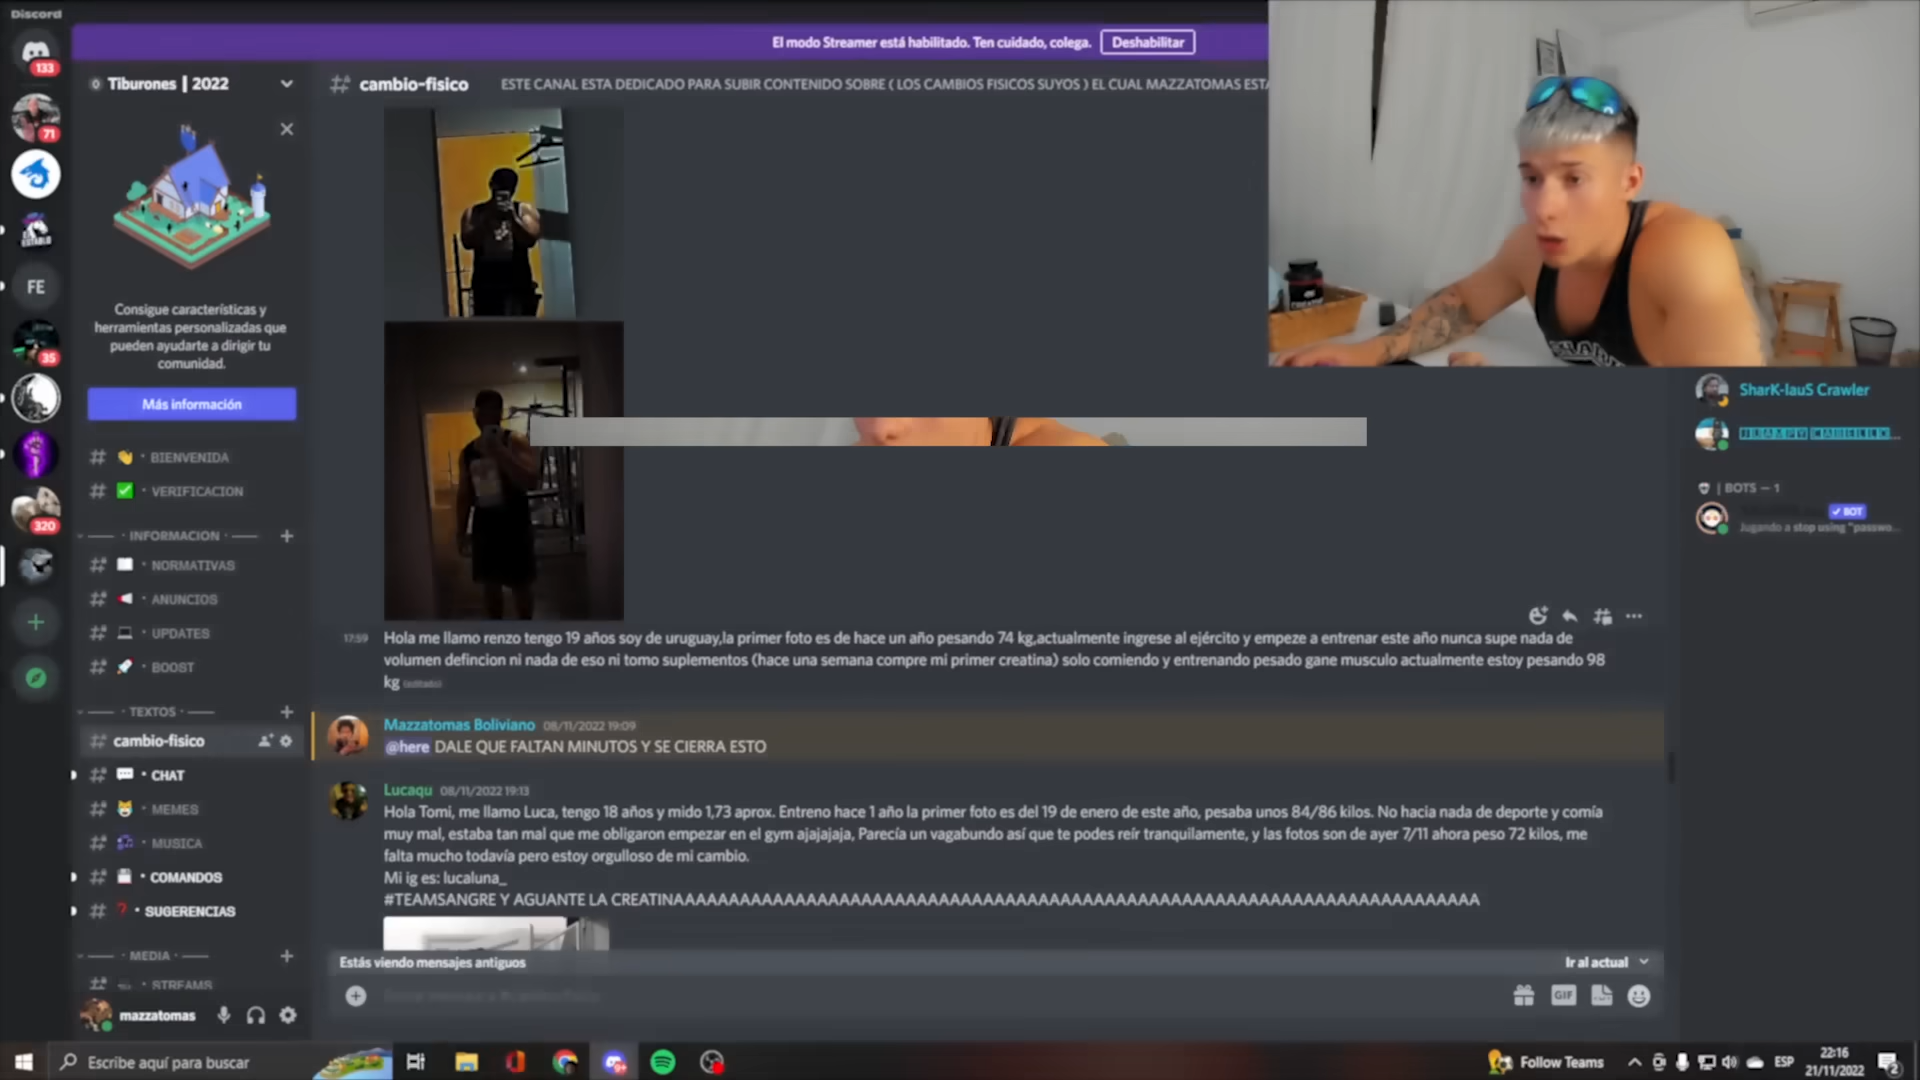 Discord
El modo Streamer está habilitado. Ten cuidado, colega.
Deshabilitar
133
71
FE
35
320
Tiburones | 2022
cambio-fisico
ESTE CANAL ESTA DEDICADO PARA SUBIR CONTENIDO SOBRE ( LOS CAMBIOS FISICOS SUYOS ) EL CUAL MAZZATOMAS ESTA
Consigue características y
herramientas personalizadas que
pueden ayudarte a dirigir tu
comunidad.
Más información
BIENVENIDA
VERIFICACION
INFORMACION
NORMATIVAS
ANUNCIOS
UPDATES
BOOST
TEXTOS
cambio-fisico
CHAT
MEMES
MUSICA
COMANDOS
SUGERENCIAS
MEDIA
STREAMS
mazzatomas
17:59
Hola me llamo renzo tengo 19 años soy de uruguay,la primer foto es de hace un año pesando 74 kg,actualmente ingrese al ejército y empeze a entrenar este año nunca supe nada de
volumen defincion ni nada de eso ni tomo suplementos (hace una semana compre mi primer creatina) solo comiendo y entrenando pesado gane musculo actualmente estoy pesando 98
kg (editado)
Mazzatomas Boliviano 08/11/2022 19:09
@here DALE QUE FALTAN MINUTOS Y SE CIERRA ESTO
Lucaqu 08/11/2022 19:13
Hola Tomi, me llamo Luca, tengo 18 años y mido 1,73 aprox. Entreno hace 1 año la primer foto es del 19 de enero de este año, pesaba unos 84/86 kilos. No hacia nada de deporte y comía
muy mal, estaba tan mal que me obligaron empezar en el gym ajajajaja, Parecía un vagabundo así que te podes reír tranquilamente, y las fotos son de ayer 7/11 ahora peso 72 kilos, me
falta mucho todavía pero estoy orgulloso de mi cambio.
Mi ig es: lucaluna_
#TEAMSANGRE Y AGUANTE LA CREATINAAAAAAAAAAAAAAAAAAAAAAAAAAAAAAAAAAAAAAAAAAAAAAAAAAAAAAAAAAAAAAAAAAAAAAAAAA
Estás viendo mensajes antiguos
Ir al actual
GIF
SharK-lauS Crawler
| BOTS — 1
BOT
Jugando a stop using "passwo...
Escribe aquí para buscar
Follow Teams
ESP
22:16
21/11/2022
2